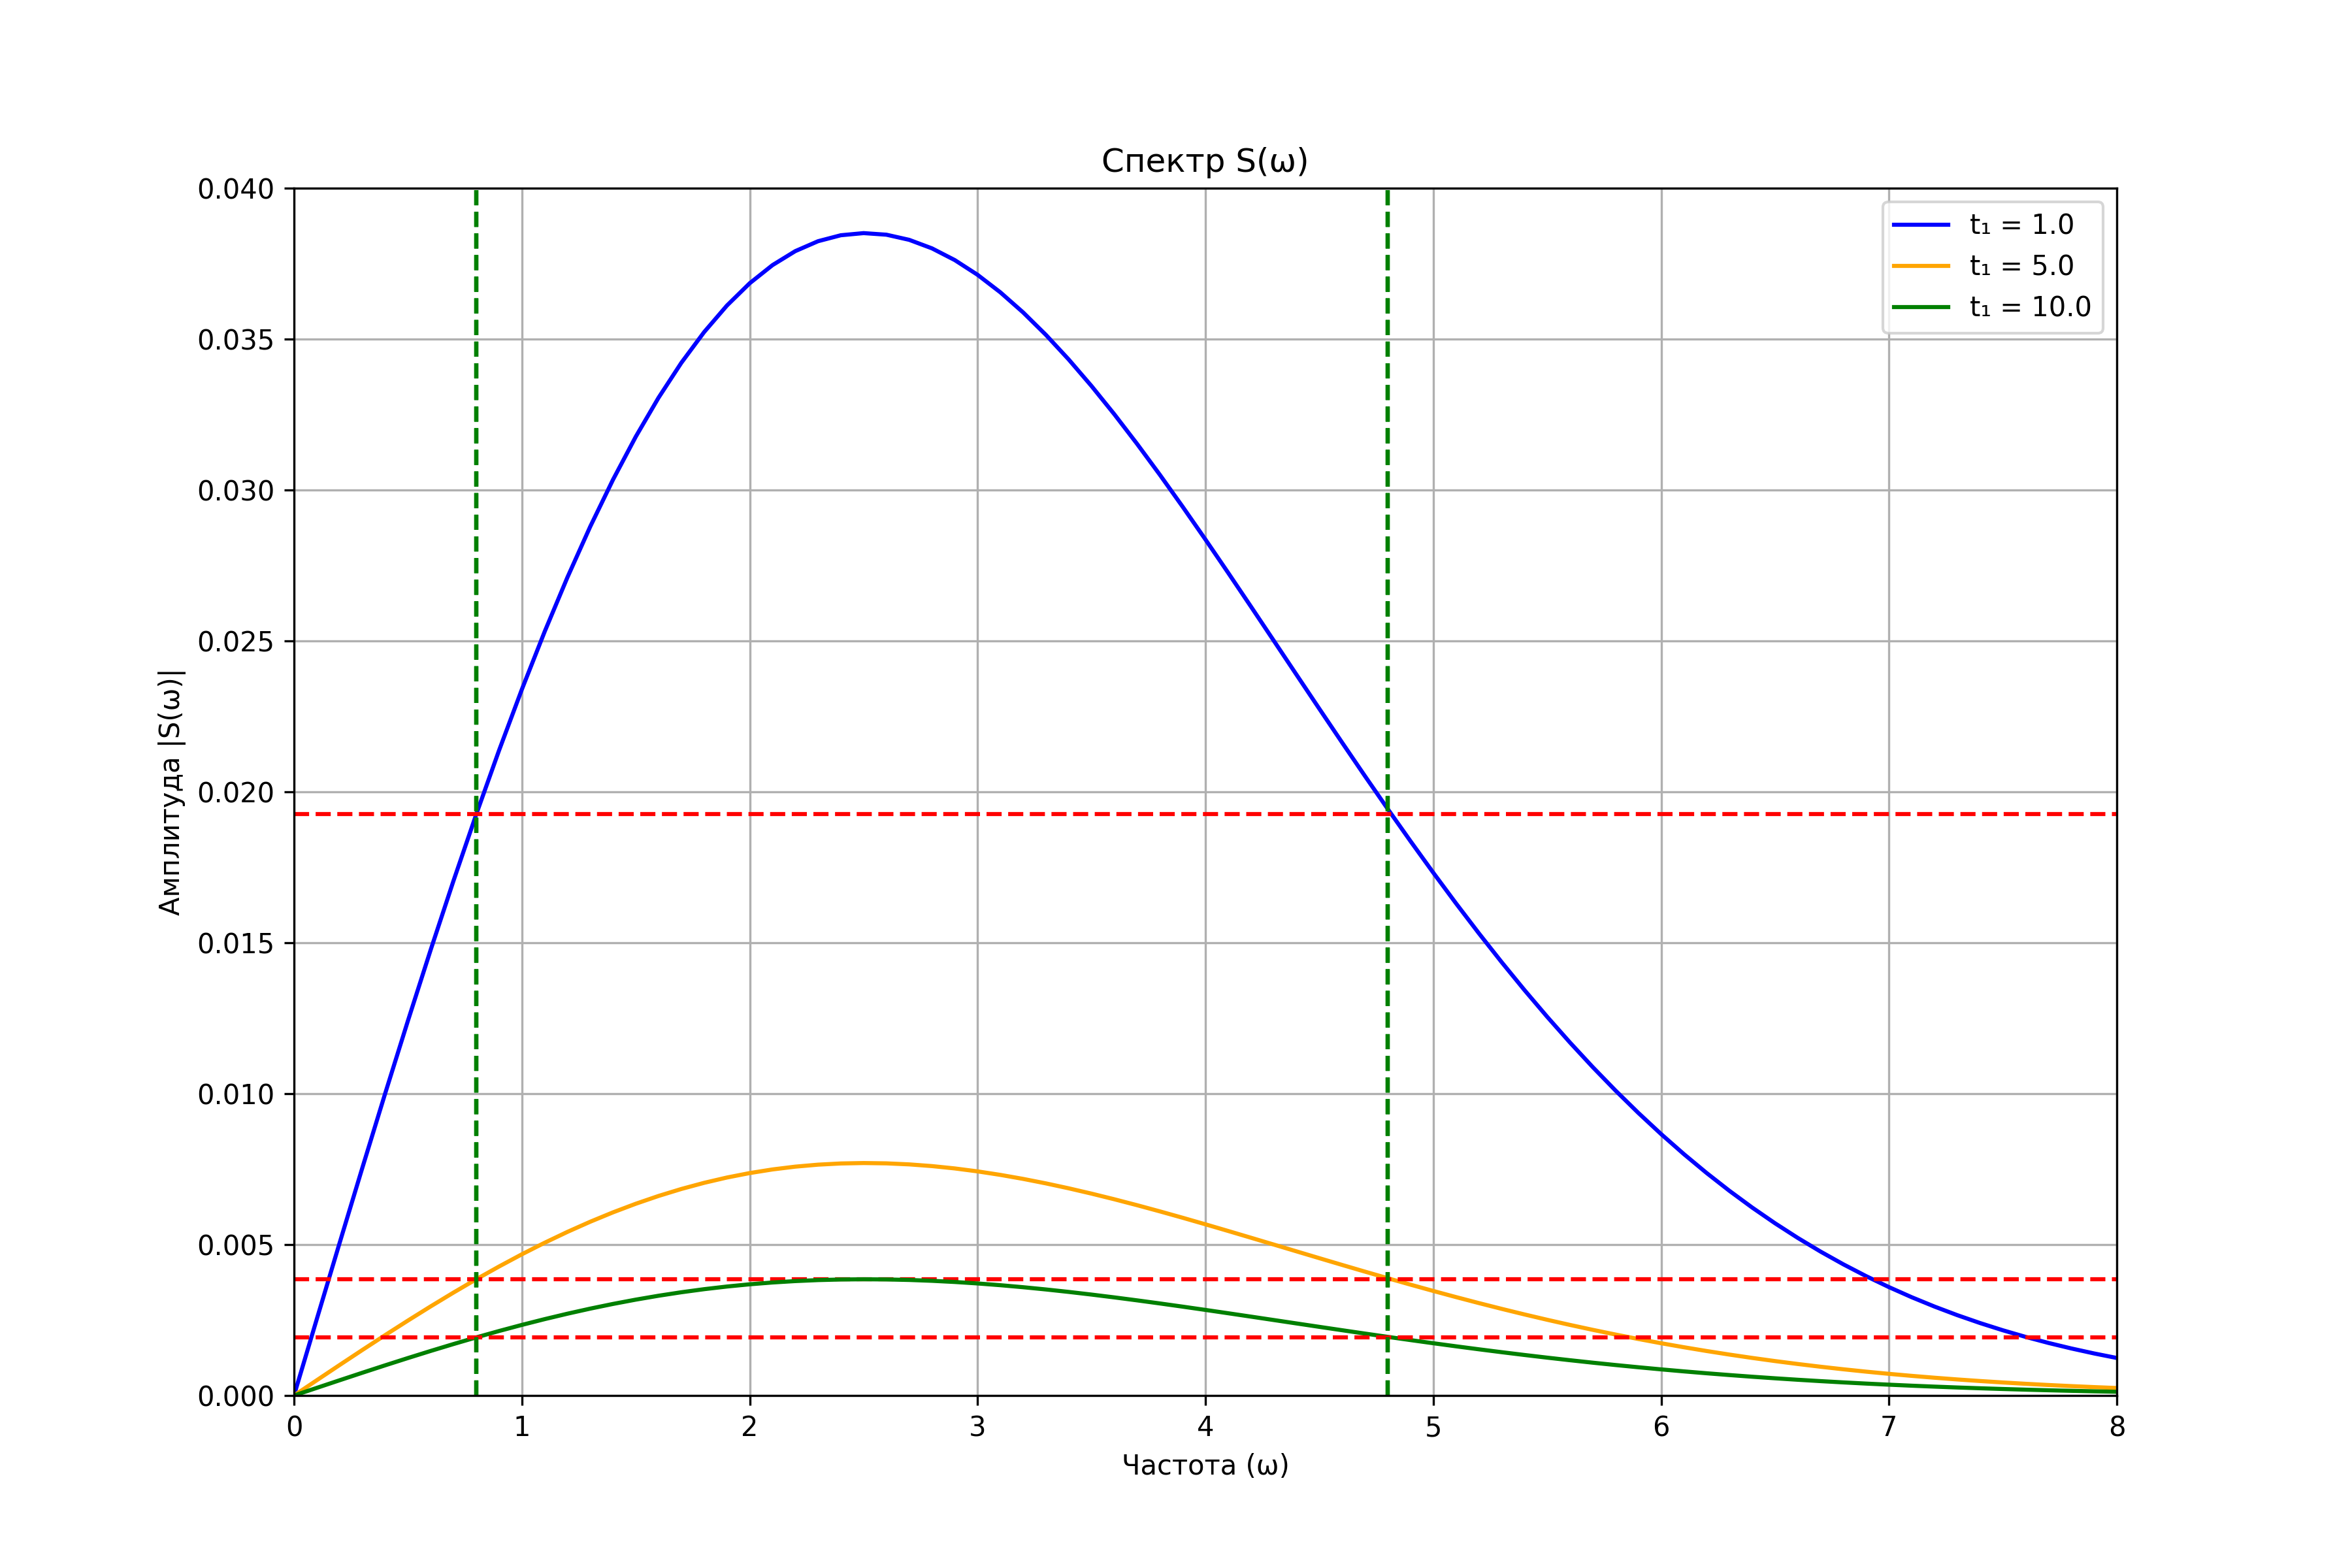 Спектр S(ω)
t₁ = 1.0
t₁ = 5.0
t₁ = 10.0
Амплитуда |S(ω)|
0.040
0.035
0.030
0.025
0.020
0.015
0.010
0.005
0.000
0 1 2 3 4 5 6 7 8
Частота (ω)